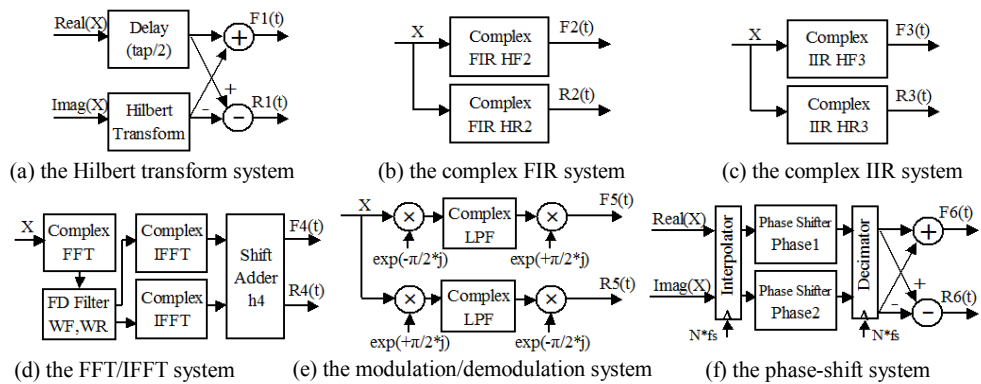 Real(X)
Delay
(tap/2)
+
F1(t)
+
Imag(X)
Hilbert
Transform
-
−
R1(t)
(a) the Hilbert transform system
X
Complex
FIR HF2
F2(t)
Complex
FIR HR2
R2(t)
(b) the complex FIR system
X
Complex
IIR HF3
F3(t)
Complex
IIR HR3
R3(t)
(c) the complex IIR system
X
Complex
FFT
FD Filter
WF,WR
Complex
IFFT
Complex
IFFT
Shift
Adder
h4
F4(t)
R4(t)
(d) the FFT/IFFT system
X
×
exp(-π/2*j)
Complex
LPF
×
exp(+π/2*j)
F5(t)
×
exp(+π/2*j)
Complex
LPF
×
exp(-π/2*j)
R5(t)
(e) the modulation/demodulation system
Real(X)
Imag(X)
Interpolator
N*fs
Phase Shifter
Phase1
Phase Shifter
Phase2
Decimator
N*fs
+
F6(t)
+
-
−
R6(t)
(f) the phase-shift system